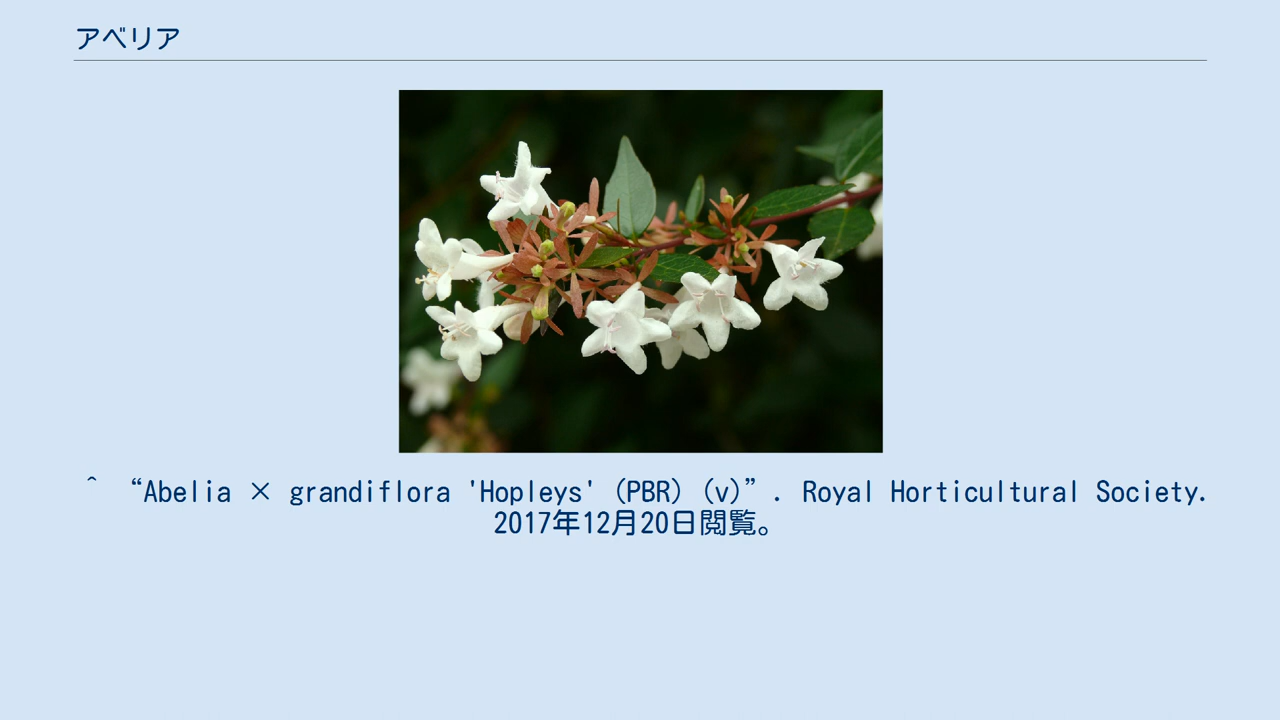 アベリア
^ “Abelia × grandiflora 'Hopleys' (PBR) (v)”. Royal Horticultural Society.
2017年12月20日閲覧。